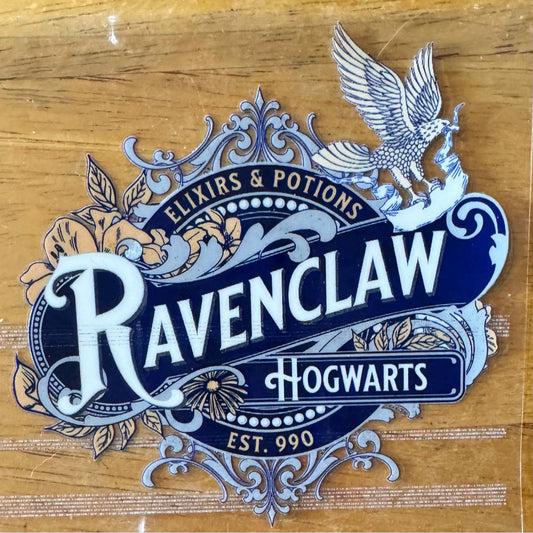 ELIXIRS & POTIONS
RAVENCLAW
HOGWARTS
EST. 990